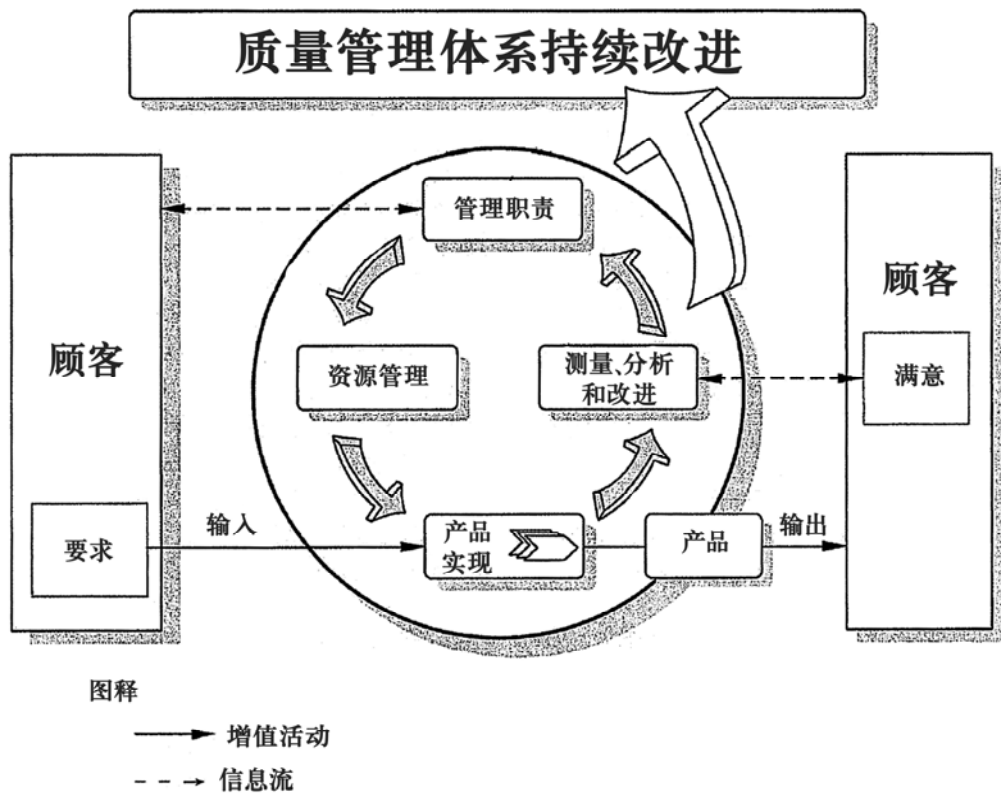 质量管理体系持续改进
管理职责
顾客
顾客
资源管理
测量、分析
和改进
满意
输入
要求
产品
实现
产品
输出
图释
增值活动
信息流